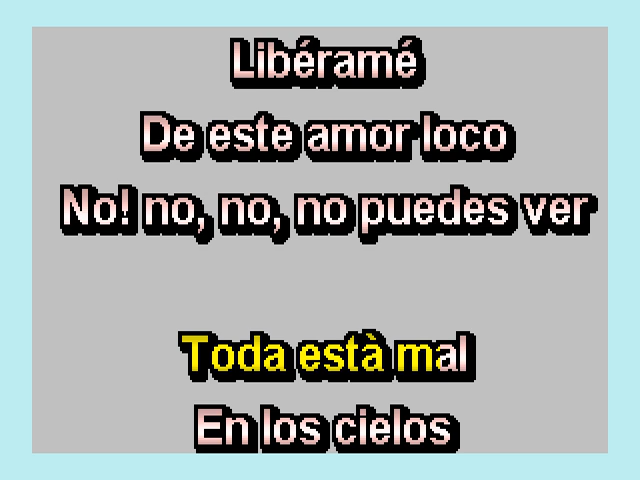 Libéramé
De este amor loco
No! no, no, no puedes ver
Toda està mal
En los cielos